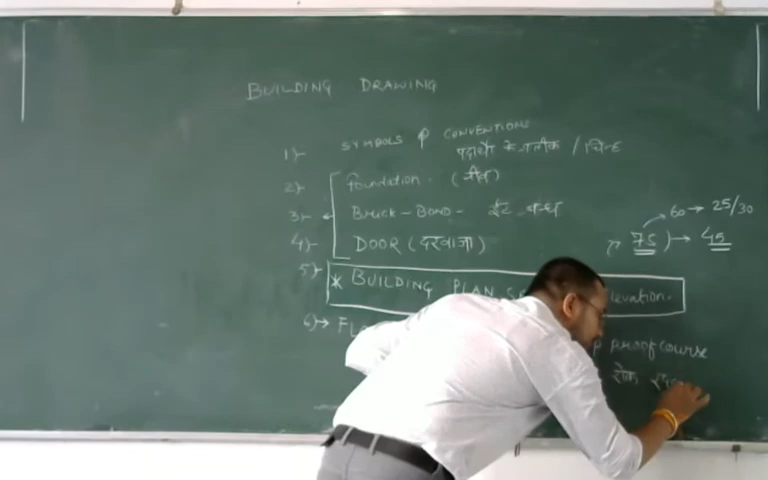 BUILDING DRAWING
1) SYMBOLS & CONVENTIONS
पदार्थो के प्रतीक / चिन्ह
2) Foundation. (नींव)
3) BRICK-BOND- ईंट
4) DOOR (दरवाजा)
75) → 45
60 → 25/30
5) * BUILDING PLAN elevation.
6) → proof course
रोक